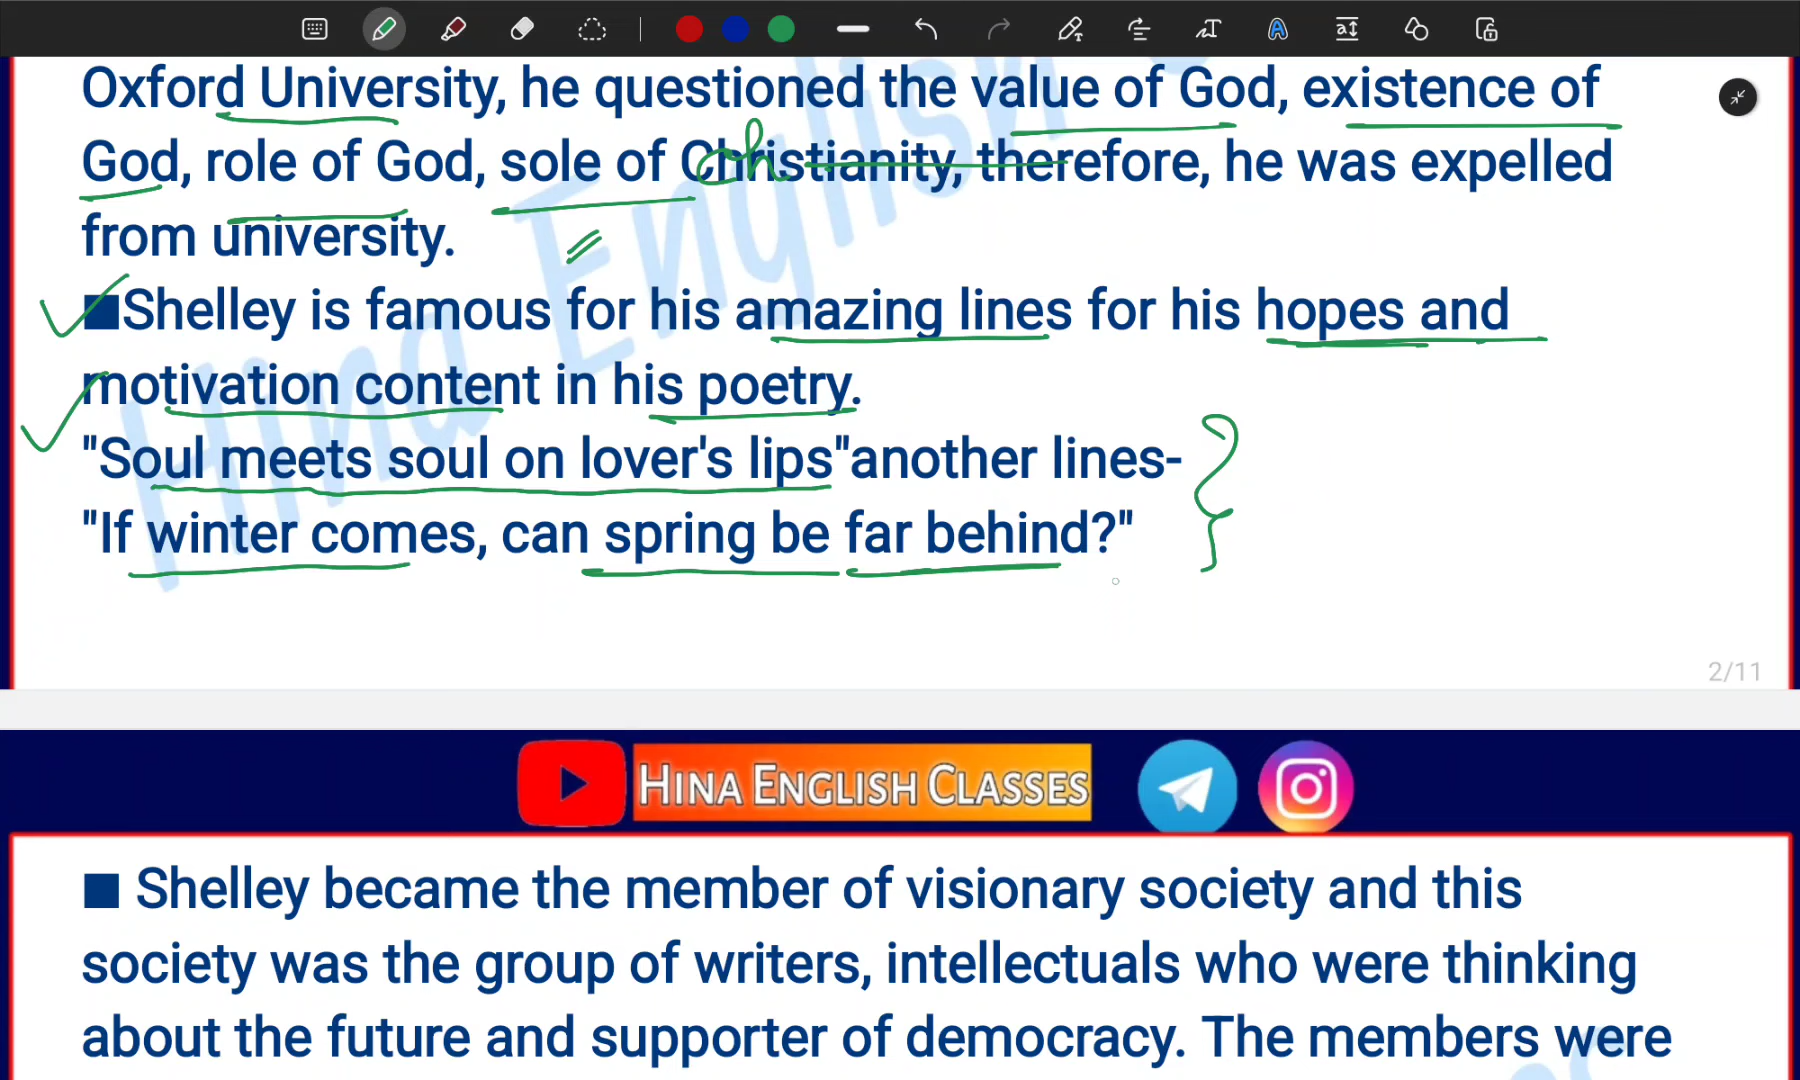 Oxford University, he questioned the value of God, existence of
God, role of God, sole of Christianity, therefore, he was expelled
from university.
■Shelley is famous for his amazing lines for his hopes and
motivation content in his poetry.
"Soul meets soul on lover's lips"another lines-
"If winter comes, can spring be far behind?"
2/11
HINA ENGLISH CLASSES
■ Shelley became the member of visionary society and this
society was the group of writers, intellectuals who were thinking
about the future and supporter of democracy. The members were
ch
Hina English